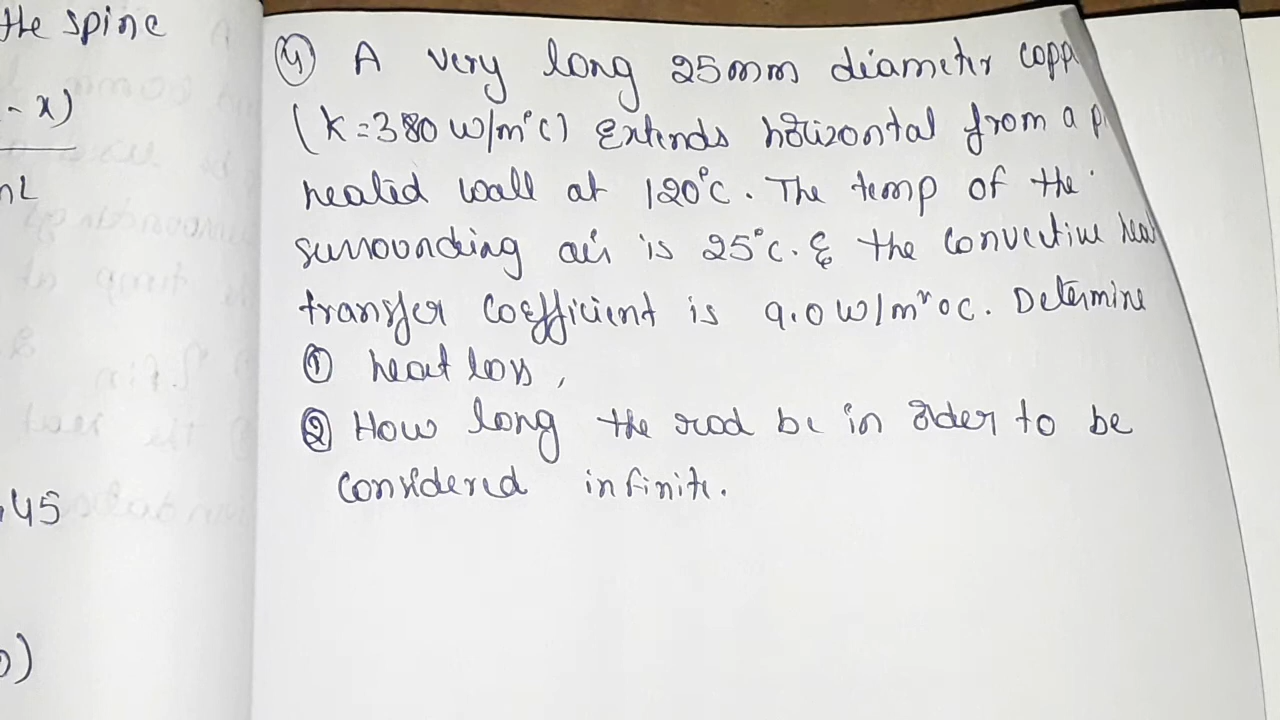 the spine
- x)
45
④ A very long 25mm diameter copp
(K=380 W/m°C) Extends horizontal from a p
heated wall at 120°C. The temp of the
surrounding air is 25°C. & the convective hea
transfer coefficient is 9.0 W/m²°C. Determine
① heat loss,
② How long the rod be in order to be
considered infinite.